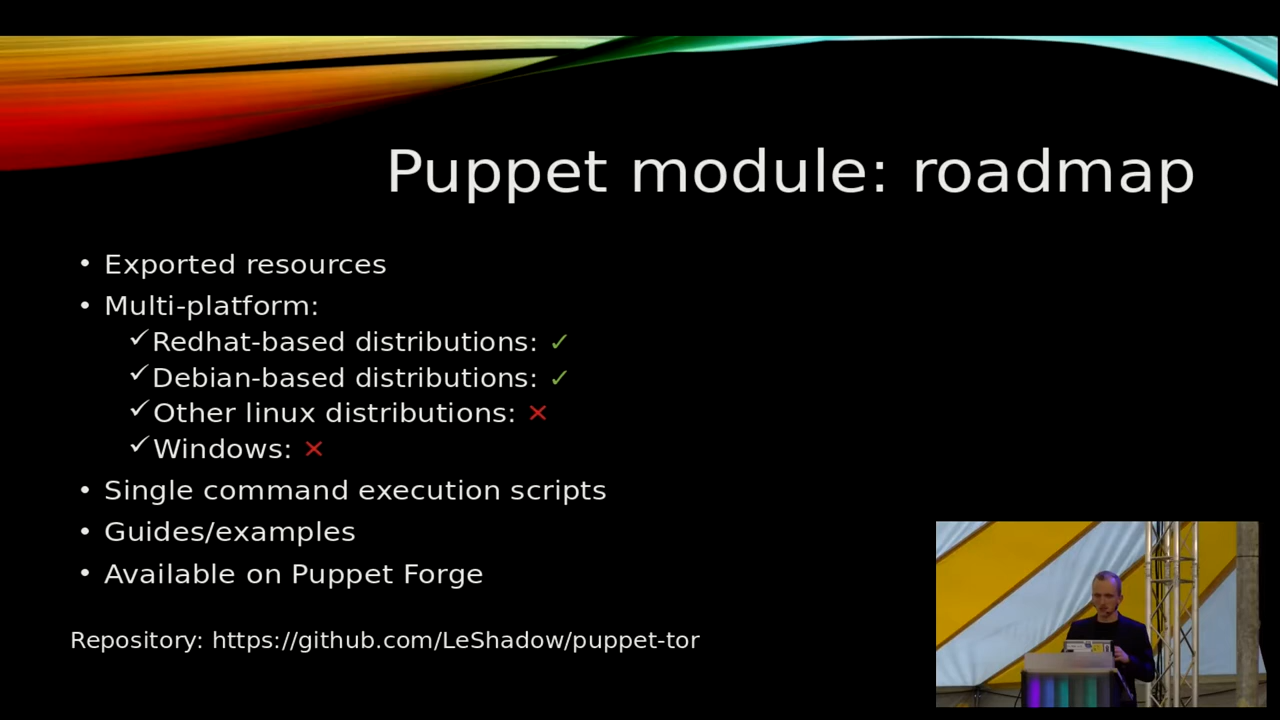 Puppet module: roadmap
• Exported resources
• Multi-platform:
✓Redhat-based distributions: ✓
✓Debian-based distributions: ✓
✓Other linux distributions: ✕
✓Windows: ✕
• Single command execution scripts
• Guides/examples
• Available on Puppet Forge
Repository: https://github.com/LeShadow/puppet-tor